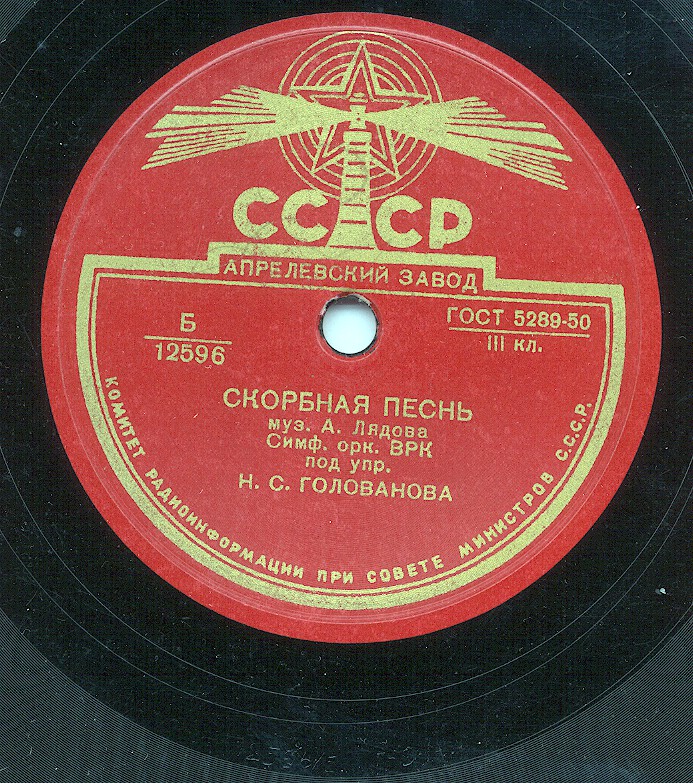 СССР
АПРЕЛЕВСКИЙ ЗАВОД
Б
12596
ГОСТ 5289-50
III кл.
СКОРБНАЯ ПЕСНЬ
муз. А. Лядова
Симф. орк. ВРК
под упр.
Н. С. ГОЛОВАНОВА
КОМИТЕТ РАДИОИНФОРМАЦИИ ПРИ СОВЕТЕ МИНИСТРОВ С.С.С.Р.